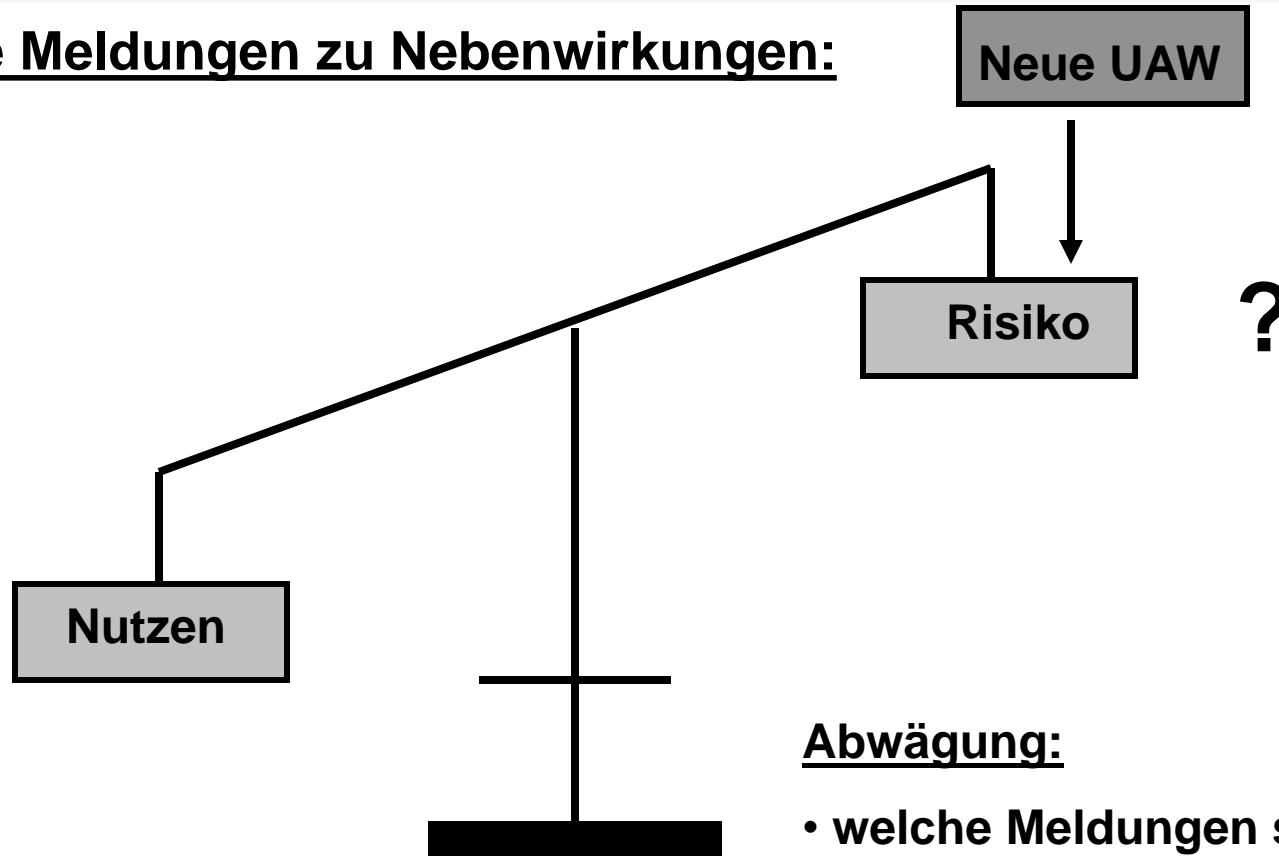 Meldungen zu Nebenwirkungen:
Neue UAW
Risiko
?
Nutzen
Abwägung:
• welche Meldungen